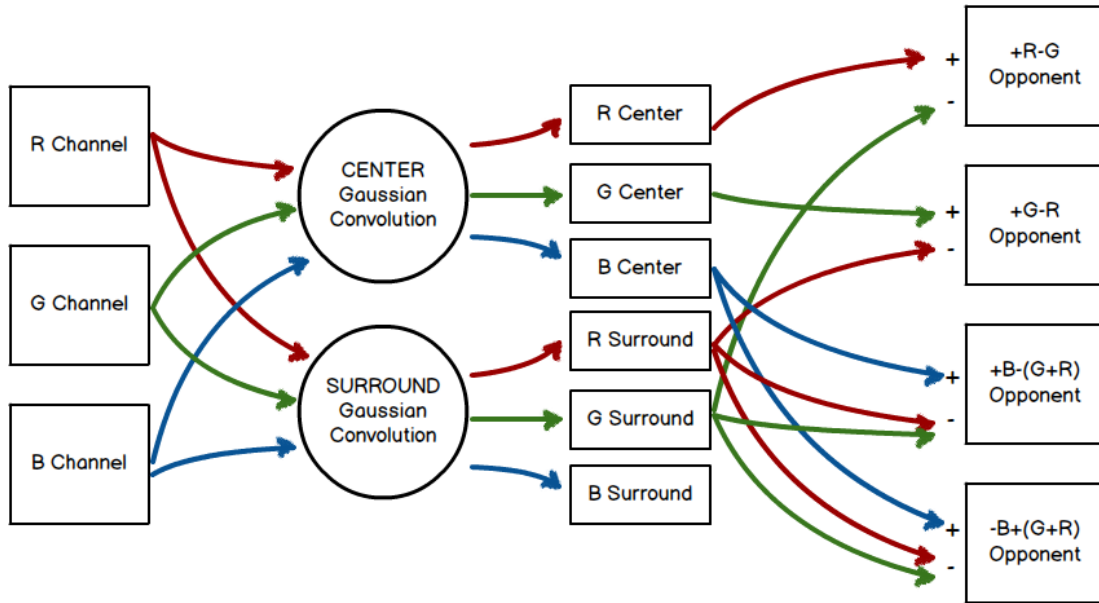 R Channel
G Channel
B Channel
CENTER
Gaussian
Convolution
SURROUND
Gaussian
Convolution
R Center
G Center
B Center
R Surround
G Surround
B Surround
+
-
+R-G
Opponent
+
-
+G-R
Opponent
+
-
+B-(G+R)
Opponent
+
-
-B+(G+R)
Opponent